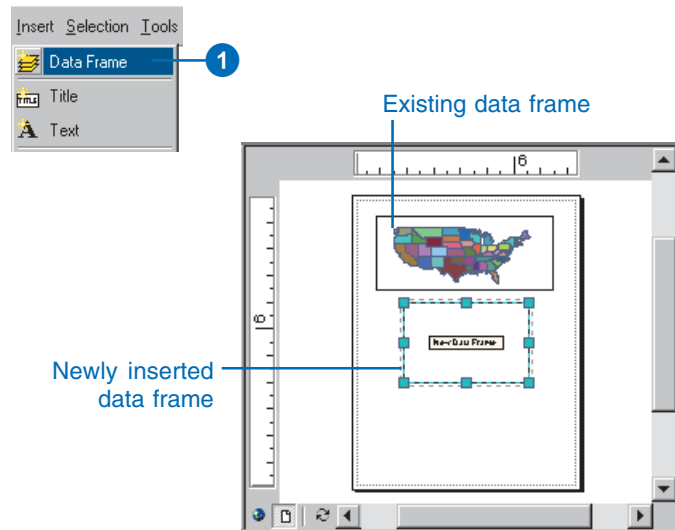 Insert Selection Tools
Data Frame
1
Title
Text
Existing data frame
6
6
New Data Frame
Newly inserted
data frame